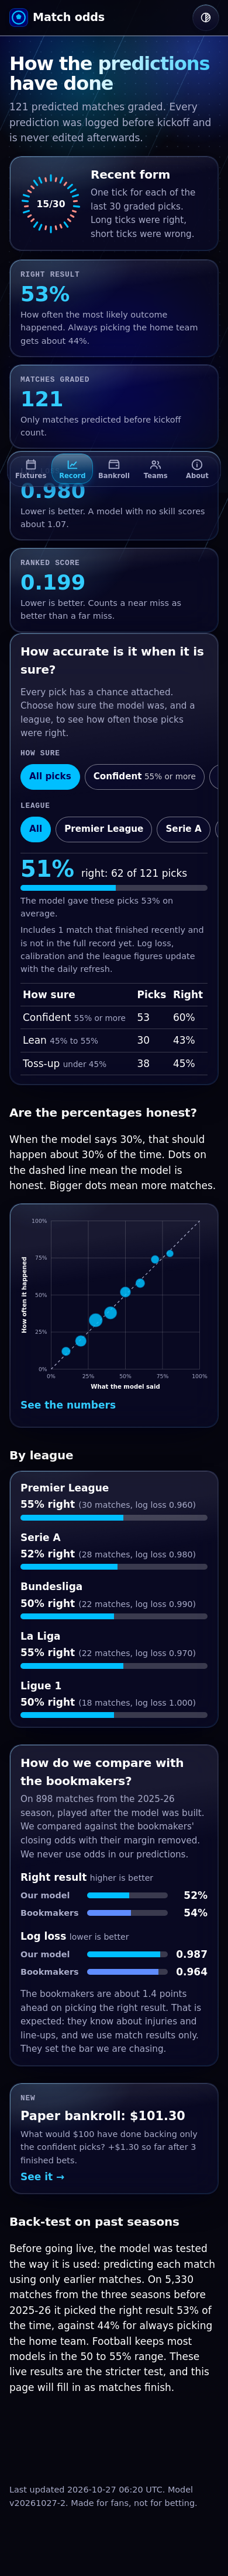 Match odds
How the predictions
have done
121 predicted matches graded. Every
prediction was logged before kickoff and
is never edited afterwards.
15/30
Recent form
One tick for each of the
last 30 graded picks.
Long ticks were right,
short ticks were wrong.
RIGHT RESULT
53%
How often the most likely outcome
happened. Always picking the home team
gets about 44%.
MATCHES GRADED
121
Only matches predicted before kickoff
count.
Fixtures Record Bankroll Teams About
0.980
Lower is better. A model with no skill scores
about 1.07.
RANKED SCORE
0.199
Lower is better. Counts a near miss as
better than a far miss.
How accurate is it when it is
sure?
Every pick has a chance attached.
Choose how sure the model was, and a
league, to see how often those picks
were right.
HOW SURE
All picks Confident 55% or more
LEAGUE
All Premier League Serie A
51% right: 62 of 121 picks
The model gave these picks 53% on
average.
Includes 1 match that finished recently and
is not in the full record yet. Log loss,
calibration and the league figures update
with the daily refresh.
How sure Picks Right
Confident 55% or more 53 60%
Lean 45% to 55% 30 43%
Toss-up under 45% 38 45%
Are the percentages honest?
When the model says 30%, that should
happen about 30% of the time. Dots on
the dashed line mean the model is
honest. Bigger dots mean more matches.
How often it happened
100%
75%
50%
25%
0%
0% 25% 50% 75% 100%
What the model said
See the numbers
By league
Premier League
55% right (30 matches, log loss 0.960)
Serie A
52% right (28 matches, log loss 0.980)
Bundesliga
50% right (22 matches, log loss 0.990)
La Liga
55% right (22 matches, log loss 0.970)
Ligue 1
50% right (18 matches, log loss 1.000)
How do we compare with
the bookmakers?
On 898 matches from the 2025-26
season, played after the model was built.
We compared against the bookmakers'
closing odds with their margin removed.
We never use odds in our predictions.
Right result higher is better
Our model 52%
Bookmakers 54%
Log loss lower is better
Our model 0.987
Bookmakers 0.964
The bookmakers are about 1.4 points
ahead on picking the right result. That is
expected: they know about injuries and
line-ups, and we use match results only.
They set the bar we are chasing.
NEW
Paper bankroll: $101.30
What would $100 have done backing only
the confident picks? +$1.30 so far after 3
finished bets.
See it →
Back-test on past seasons
Before going live, the model was tested
the way it is used: predicting each match
using only earlier matches. On 5,330
matches from the three seasons before
2025-26 it picked the right result 53% of
the time, against 44% for always picking
the home team. Football keeps most
models in the 50 to 55% range. These
live results are the stricter test, and this
page will fill in as matches finish.
Last updated 2026-10-27 06:20 UTC. Model
v20261027-2. Made for fans, not for betting.